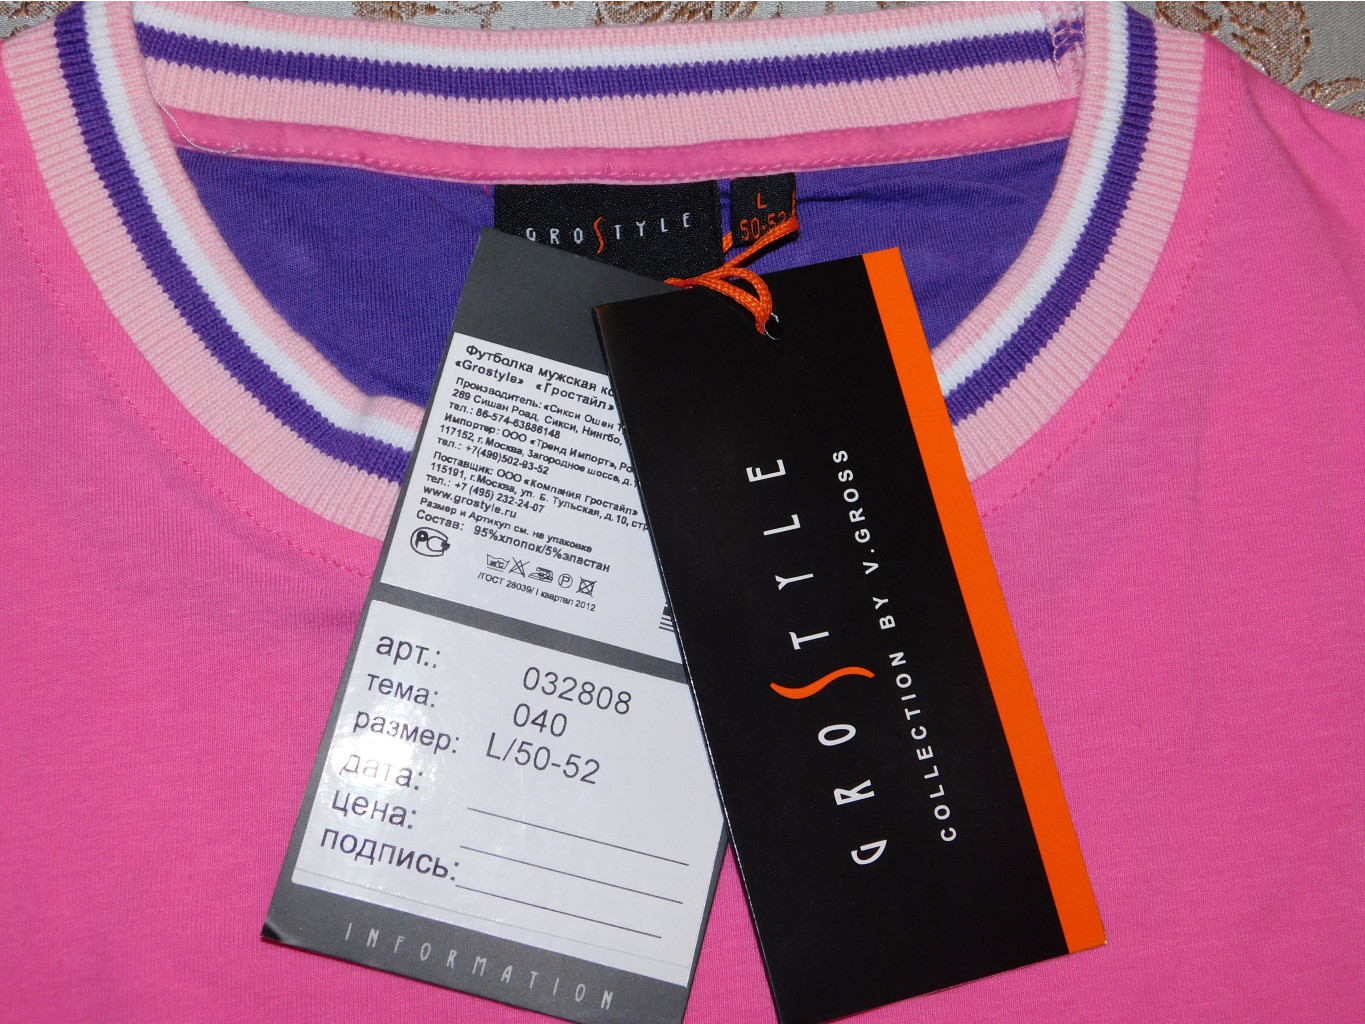 GROSTYLE
L
50-52
Футболка мужская
«Grostyle» «Гростайл»
Производитель: «Сикси Ошен
269 Сишан Роад, Сикси, Нингбо,
тел.: 86-574-63886148
Импортер: ООО «Тренд Импорт»,
117152, г.Москва, Загородное шоссе,
тел.: +7(499)502-93-52
Поставщик: ООО «Компания Гростайл»
115191, г.Москва, ул. Б. Тульская, д.10, стр
тел.: +7 (495) 232-24-07
www.grostyle.ru
Размер и Артикул см. на упаковке
Состав: 95%хлопок/5%эластан
/ГОСТ 28039/ I квартал 2012
арт.: 032808
тема: 040
размер: L/50-52
дата:
цена:
подпись:
INFORMATION
GROSTYLE
COLLECTION BY V.GROSS